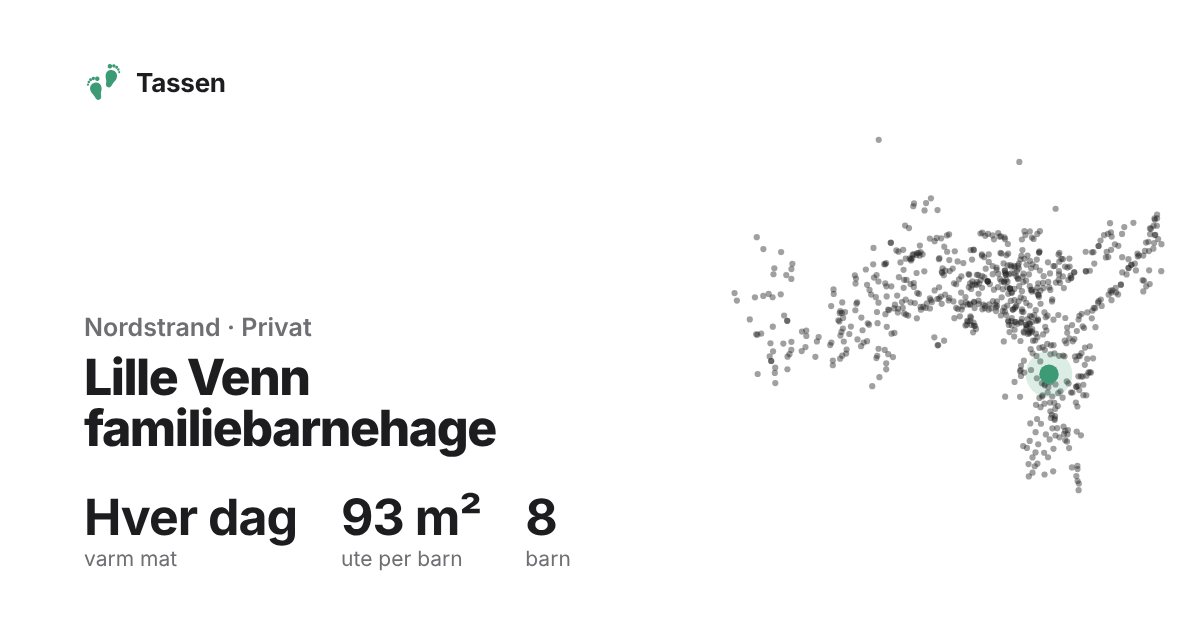 Tassen
Nordstrand · Privat
Lille Venn
familiebarnehage
Hver dag
varm mat
93 m²
ute per barn
8
barn